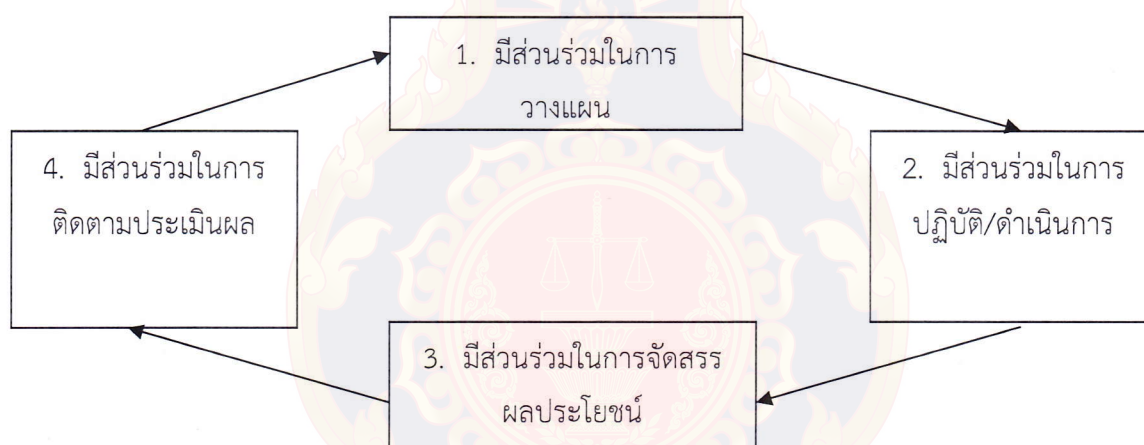 1. มีส่วนร่วมในการ
วางแผน
2. มีส่วนร่วมในการ
ปฏิบัติ/ดำเนินการ
3. มีส่วนร่วมในการจัดสรร
ผลประโยชน์
4. มีส่วนร่วมในการ
ติดตามประเมินผล